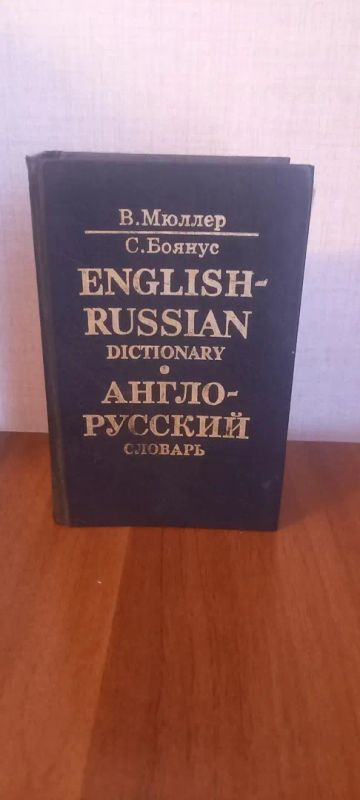 В. Мюллер
С. Боянус
ENGLISH-
RUSSIAN
DICTIONARY
АНГЛО-
РУССКИЙ
СЛОВАРЬ